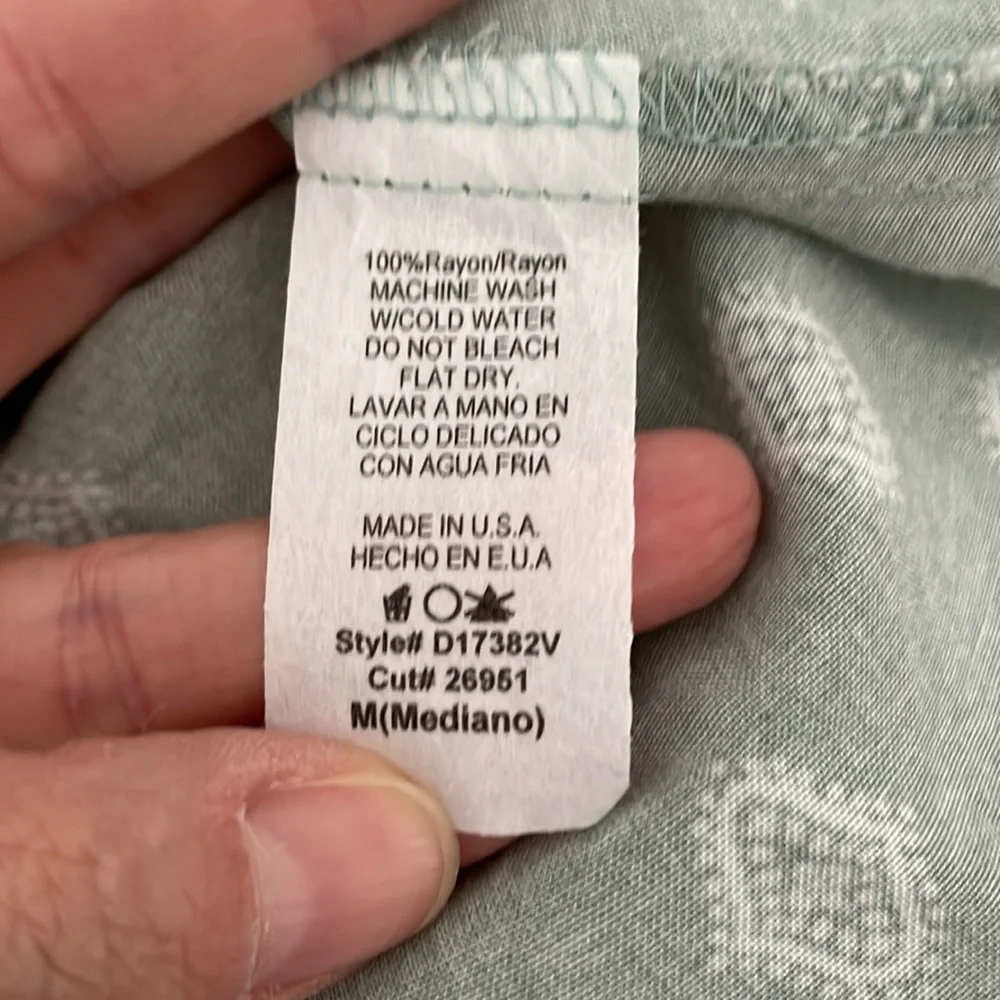 100%Rayon/Rayon
MACHINE WASH
W/COLD WATER
DO NOT BLEACH
FLAT DRY.
LAVAR A MANO EN
CICLO DELICADO
CON AGUA FRIA
MADE IN U.S.A.
HECHO EN E.U.A
Style# D17382V
Cut# 26951
M(Mediano)